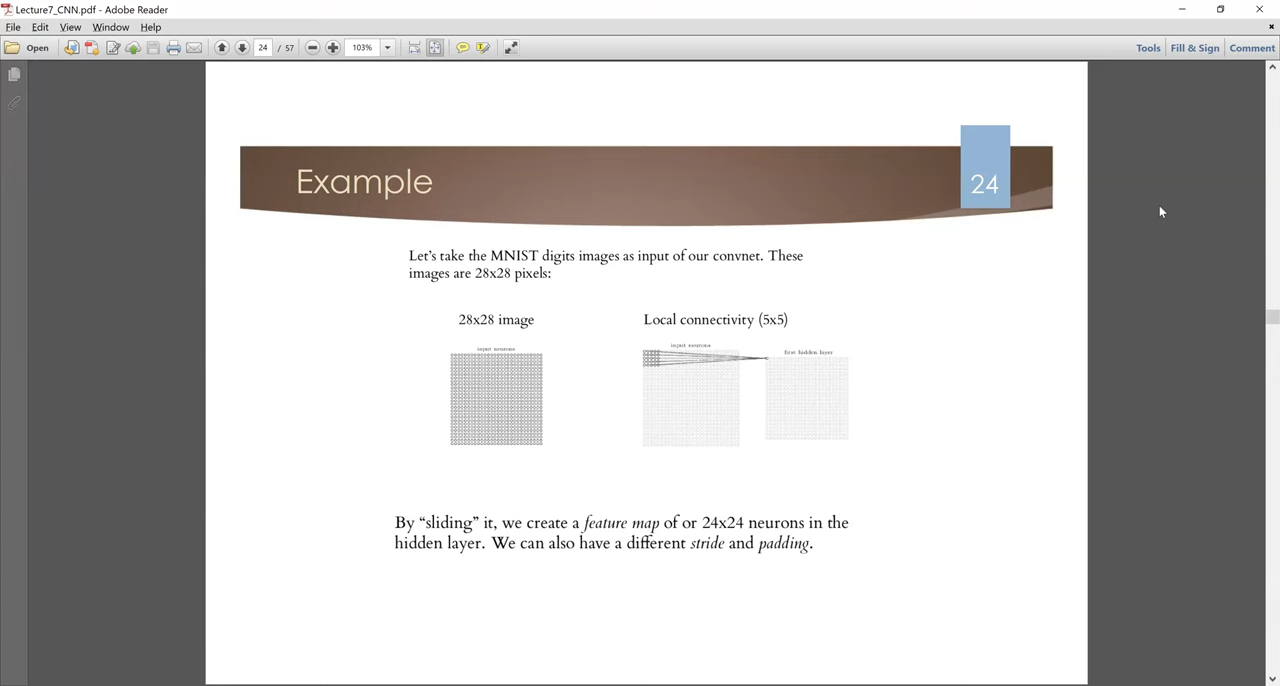 Lecture7_CNN.pdf - Adobe Reader
File Edit View Window Help
Open 24 / 57 103% Tools Fill & Sign Comment
Example
24
Let's take the MNIST digits images as input of our convnet. These
images are 28x28 pixels:
28x28 image
Local connectivity (5x5)
input neurons
input neurons
first hidden layer
By “sliding” it, we create a feature map of or 24x24 neurons in the
hidden layer. We can also have a different stride and padding.